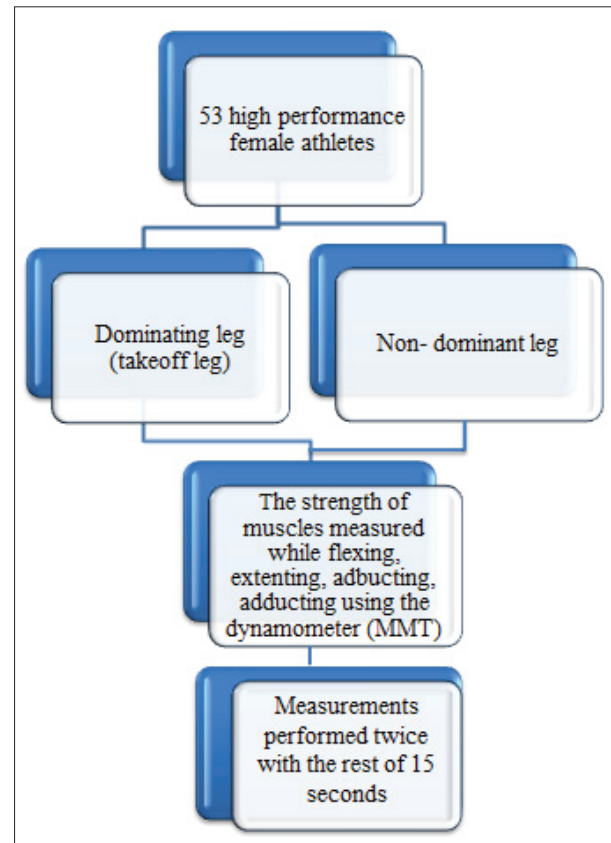 53 high performance
female athletes
Dominating leg
(takeoff leg)
Non- dominant leg
The strength of
muscles measured
while flexing,
extenting, adbucting,
adducting using the
dynamometer (MMT)
Measurements
performed twice
with the rest of 15
seconds